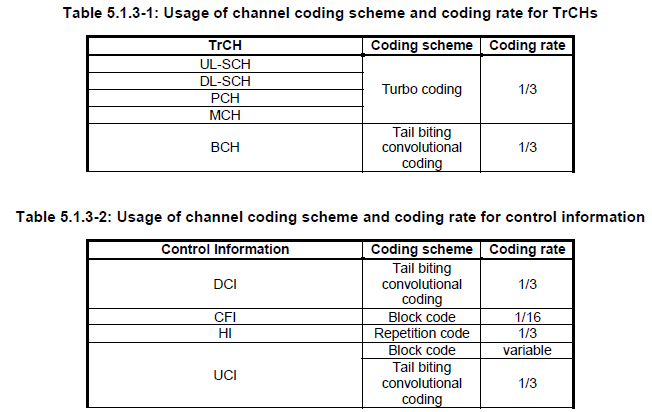 Table 5.1.3-1: Usage of channel coding scheme and coding rate for TrCHs
TrCH Coding scheme Coding rate
UL-SCH
DL-SCH
PCH
MCH
Turbo coding 1/3
BCH
Tail biting
convolutional
coding
1/3
Table 5.1.3-2: Usage of channel coding scheme and coding rate for control information
Control Information Coding scheme Coding rate
DCI
Tail biting
convolutional
coding
1/3
CFI Block code 1/16
HI Repetition code 1/3
UCI
Block code variable
Tail biting
convolutional
coding
1/3